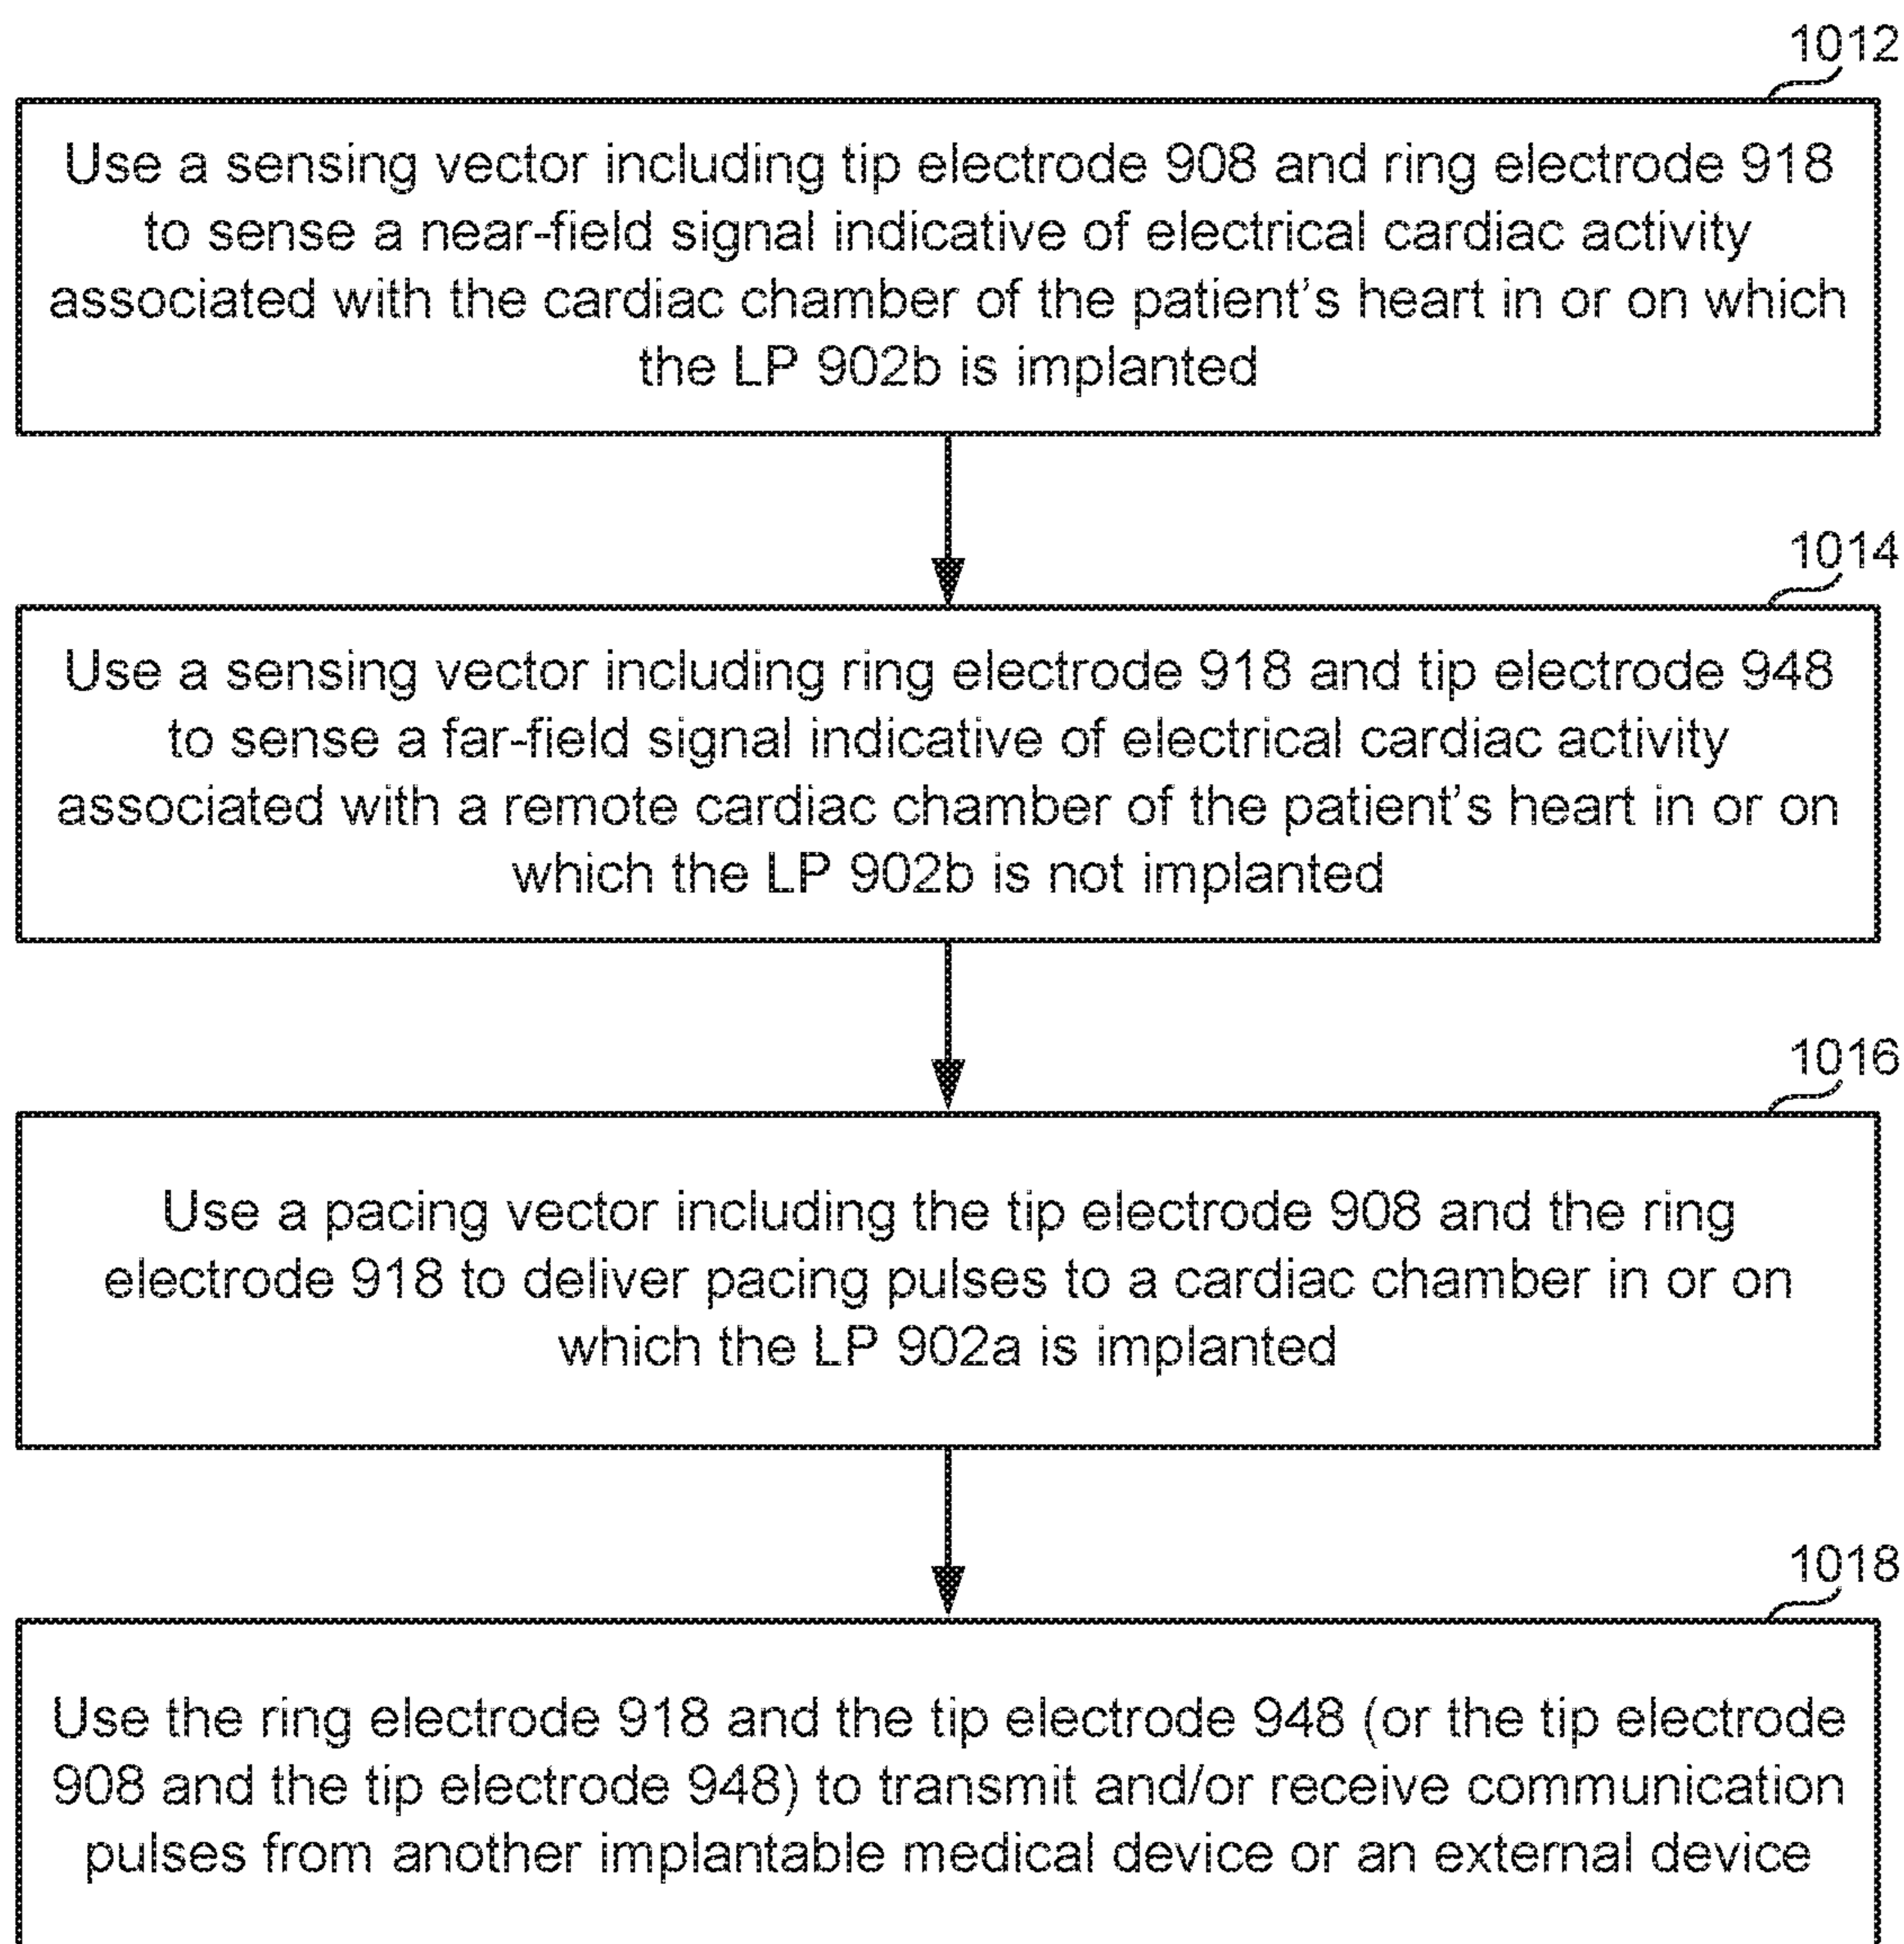 1012
Use a sensing vector including tip electrode 908 and ring electrode 918
to sense a near-field signal indicative of electrical cardiac activity
associated with the cardiac chamber of the patient's heart in or on which
the LP 902b is implanted
1014
Use a sensing vector including ring electrode 918 and tip electrode 948
to sense a far-field signal indicative of electrical cardiac activity
associated with a remote cardiac chamber of the patient's heart in or on
which the LP 902b is not implanted
1016
Use a pacing vector including the tip electrode 908 and the ring
electrode 918 to deliver pacing pulses to a cardiac chamber in or on
which the LP 902a is implanted
1018
Use the ring electrode 918 and the tip electrode 948 (or the tip electrode
908 and the tip electrode 948) to transmit and/or receive communication
pulses from another implantable medical device or an external device